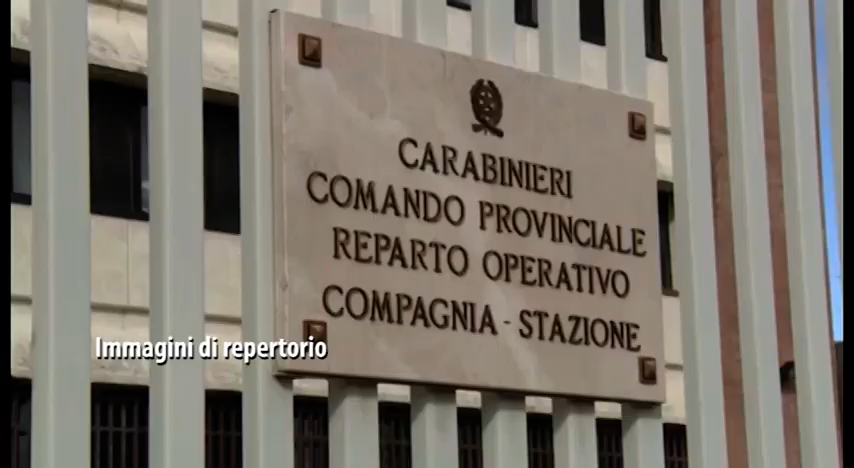 CARABINIERI
COMANDO PROVINCIALE
REPARTO OPERATIVO
COMPAGNIA - STAZIONE
Immagini di repertorio